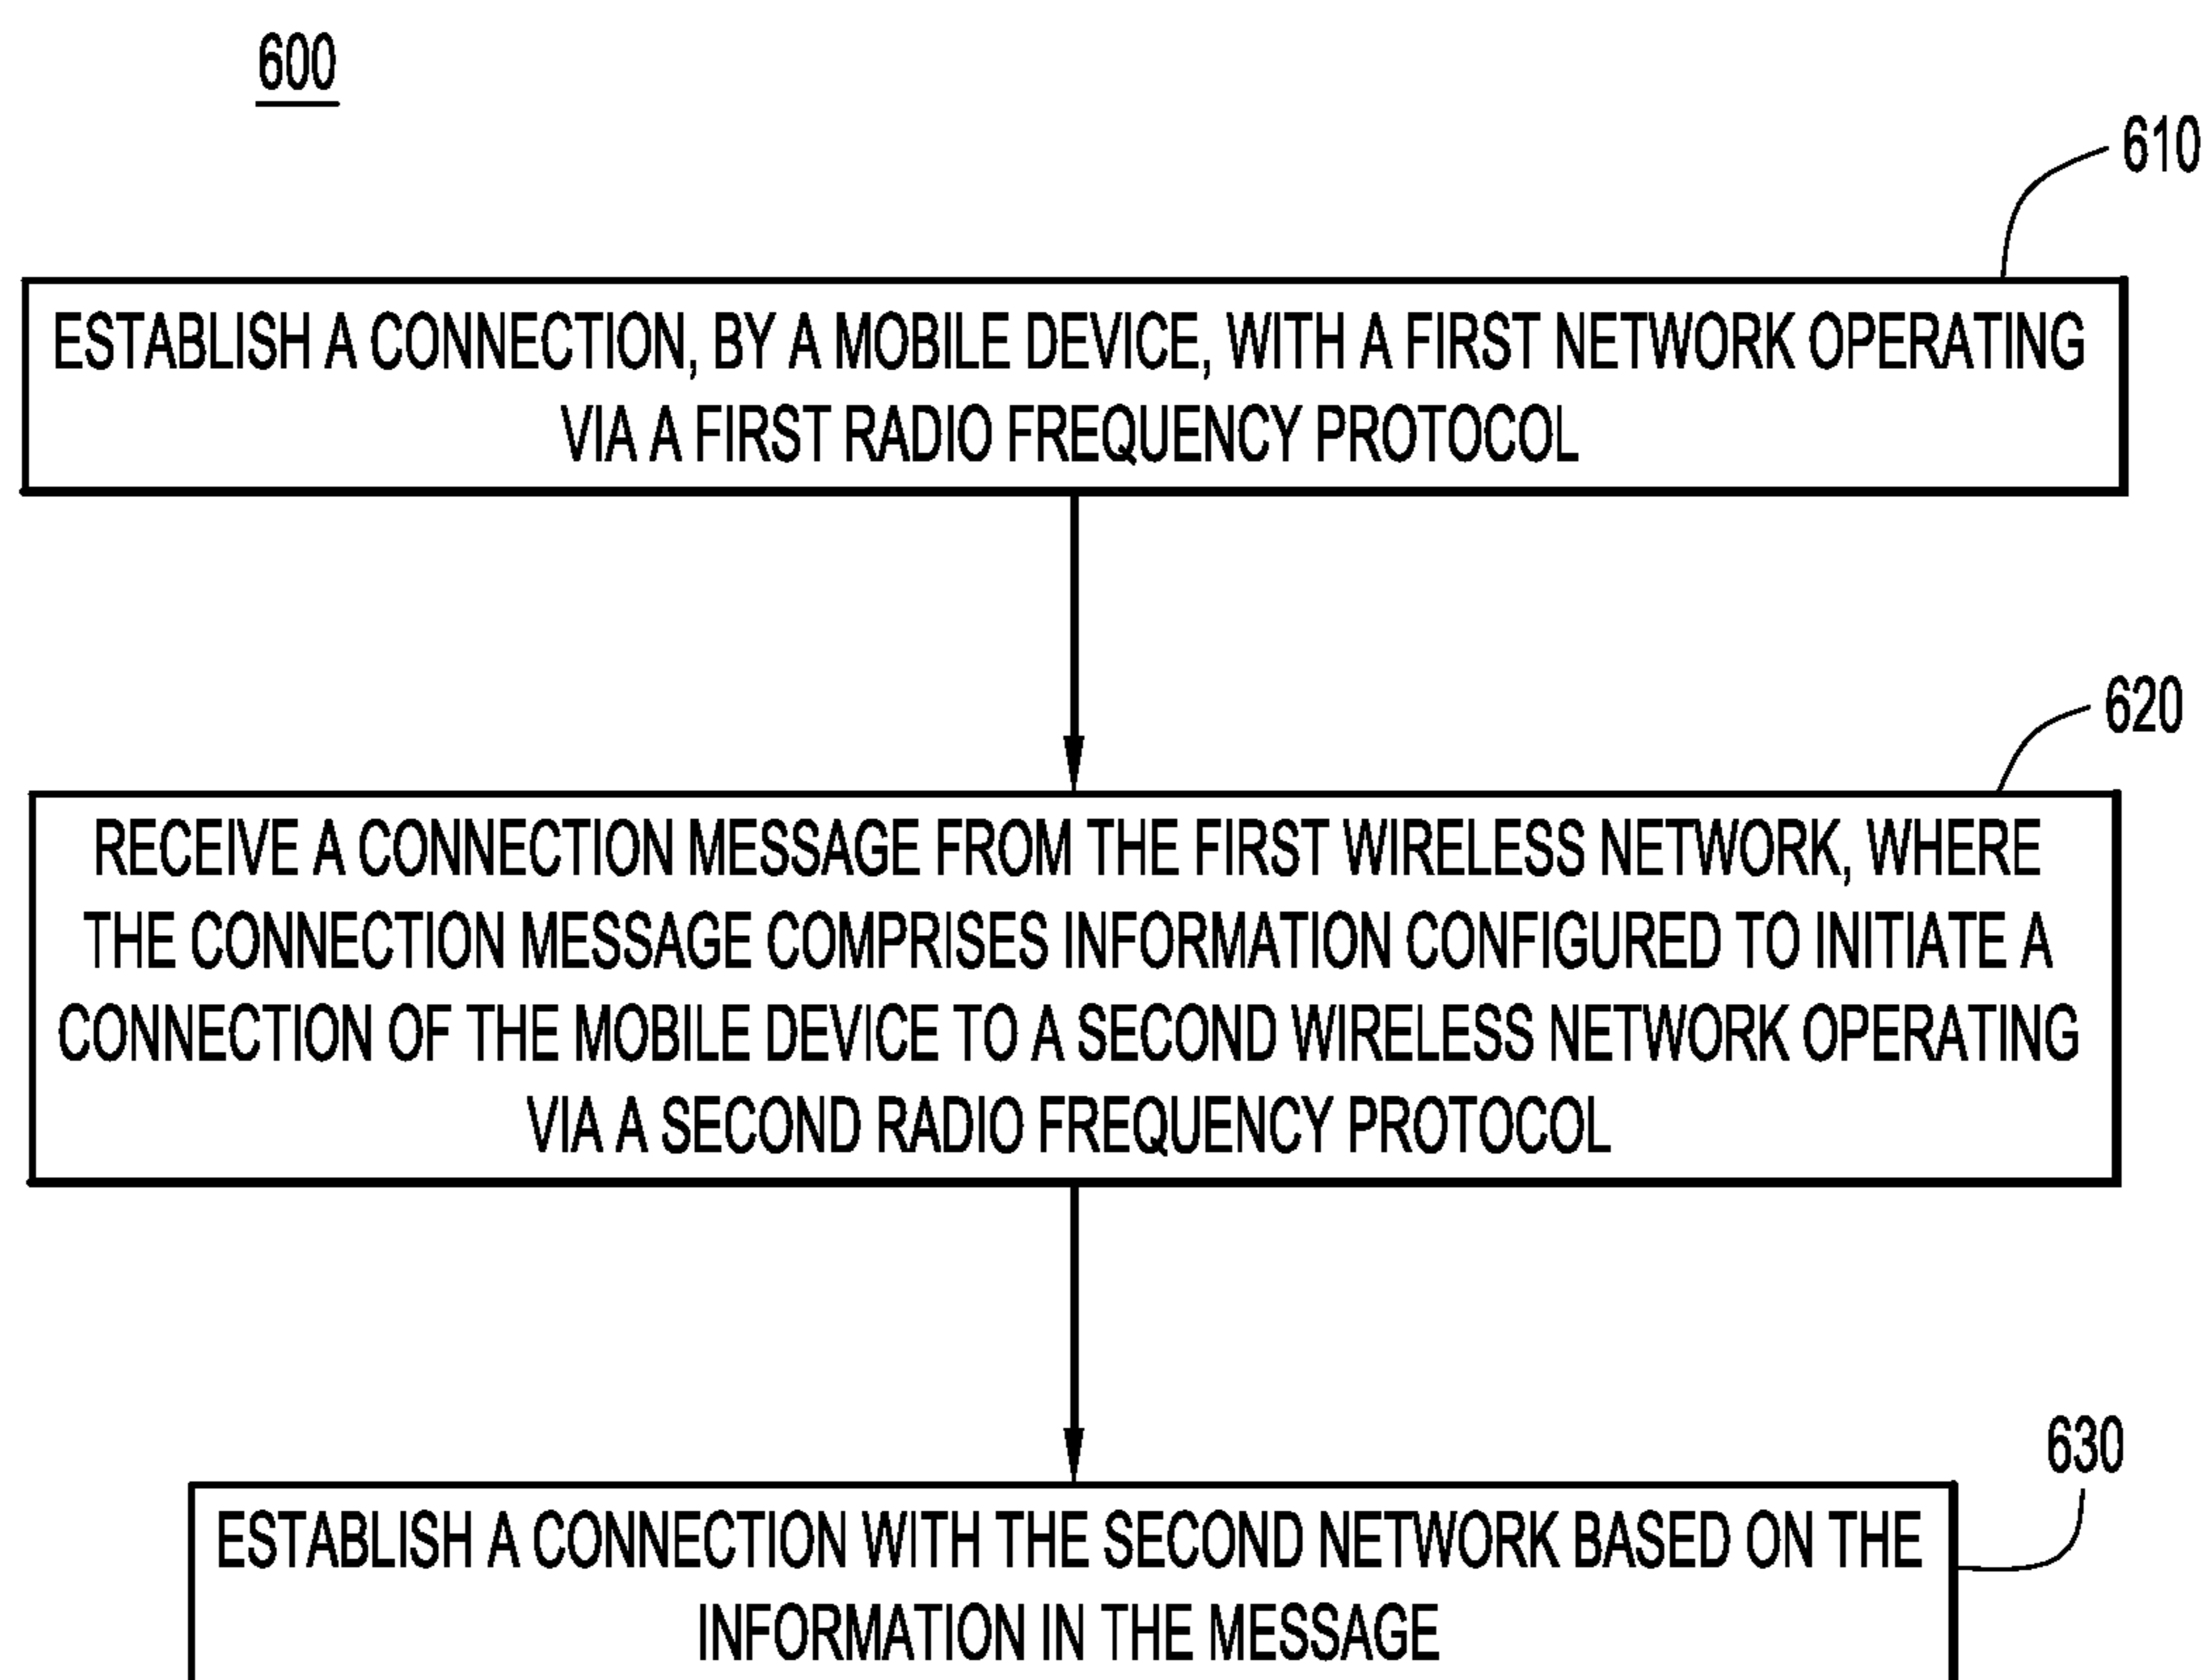 600
610
ESTABLISH A CONNECTION, BY A MOBILE DEVICE, WITH A FIRST NETWORK OPERATING
VIA A FIRST RADIO FREQUENCY PROTOCOL
620
RECEIVE A CONNECTION MESSAGE FROM THE FIRST WIRELESS NETWORK, WHERE
THE CONNECTION MESSAGE COMPRISES INFORMATION CONFIGURED TO INITIATE A
CONNECTION OF THE MOBILE DEVICE TO A SECOND WIRELESS NETWORK OPERATING
VIA A SECOND RADIO FREQUENCY PROTOCOL
630
ESTABLISH A CONNECTION WITH THE SECOND NETWORK BASED ON THE
INFORMATION IN THE MESSAGE